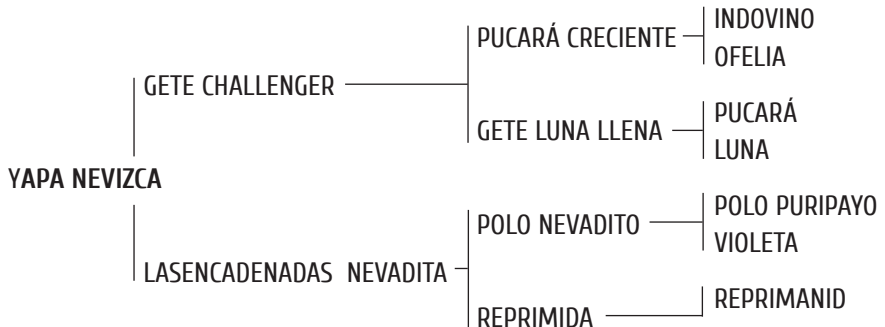 INDOVINO
PUCARÁ CRECIENTE
OFELIA
GETE CHALLENGER
PUCARÁ
GETE LUNA LLENA
LUNA
YAPA NEVIZCA
POLO PURIPAYO
POLO NEVADITO
VIOLETA
LASENCADENADAS NEVADITA
REPRIMANID
REPRIMIDA